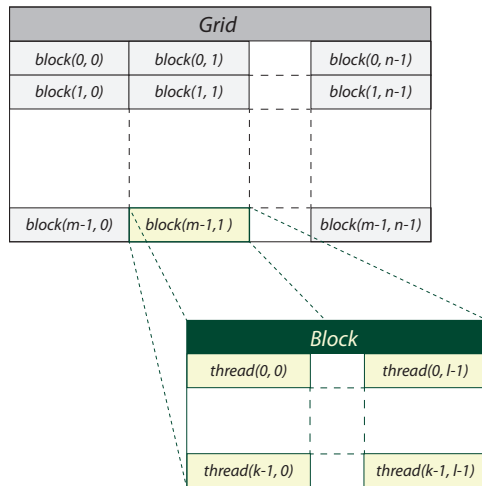 Grid
block(0, 0) block(0, 1) block(0, n-1)
block(1, 0) block(1, 1) block(1, n-1)
block(m-1, 0) block(m-1,1 ) block(m-1, n-1)
Block
thread(0, 0) thread(0, l-1)
thread(k-1, 0) thread(k-1, l-1)